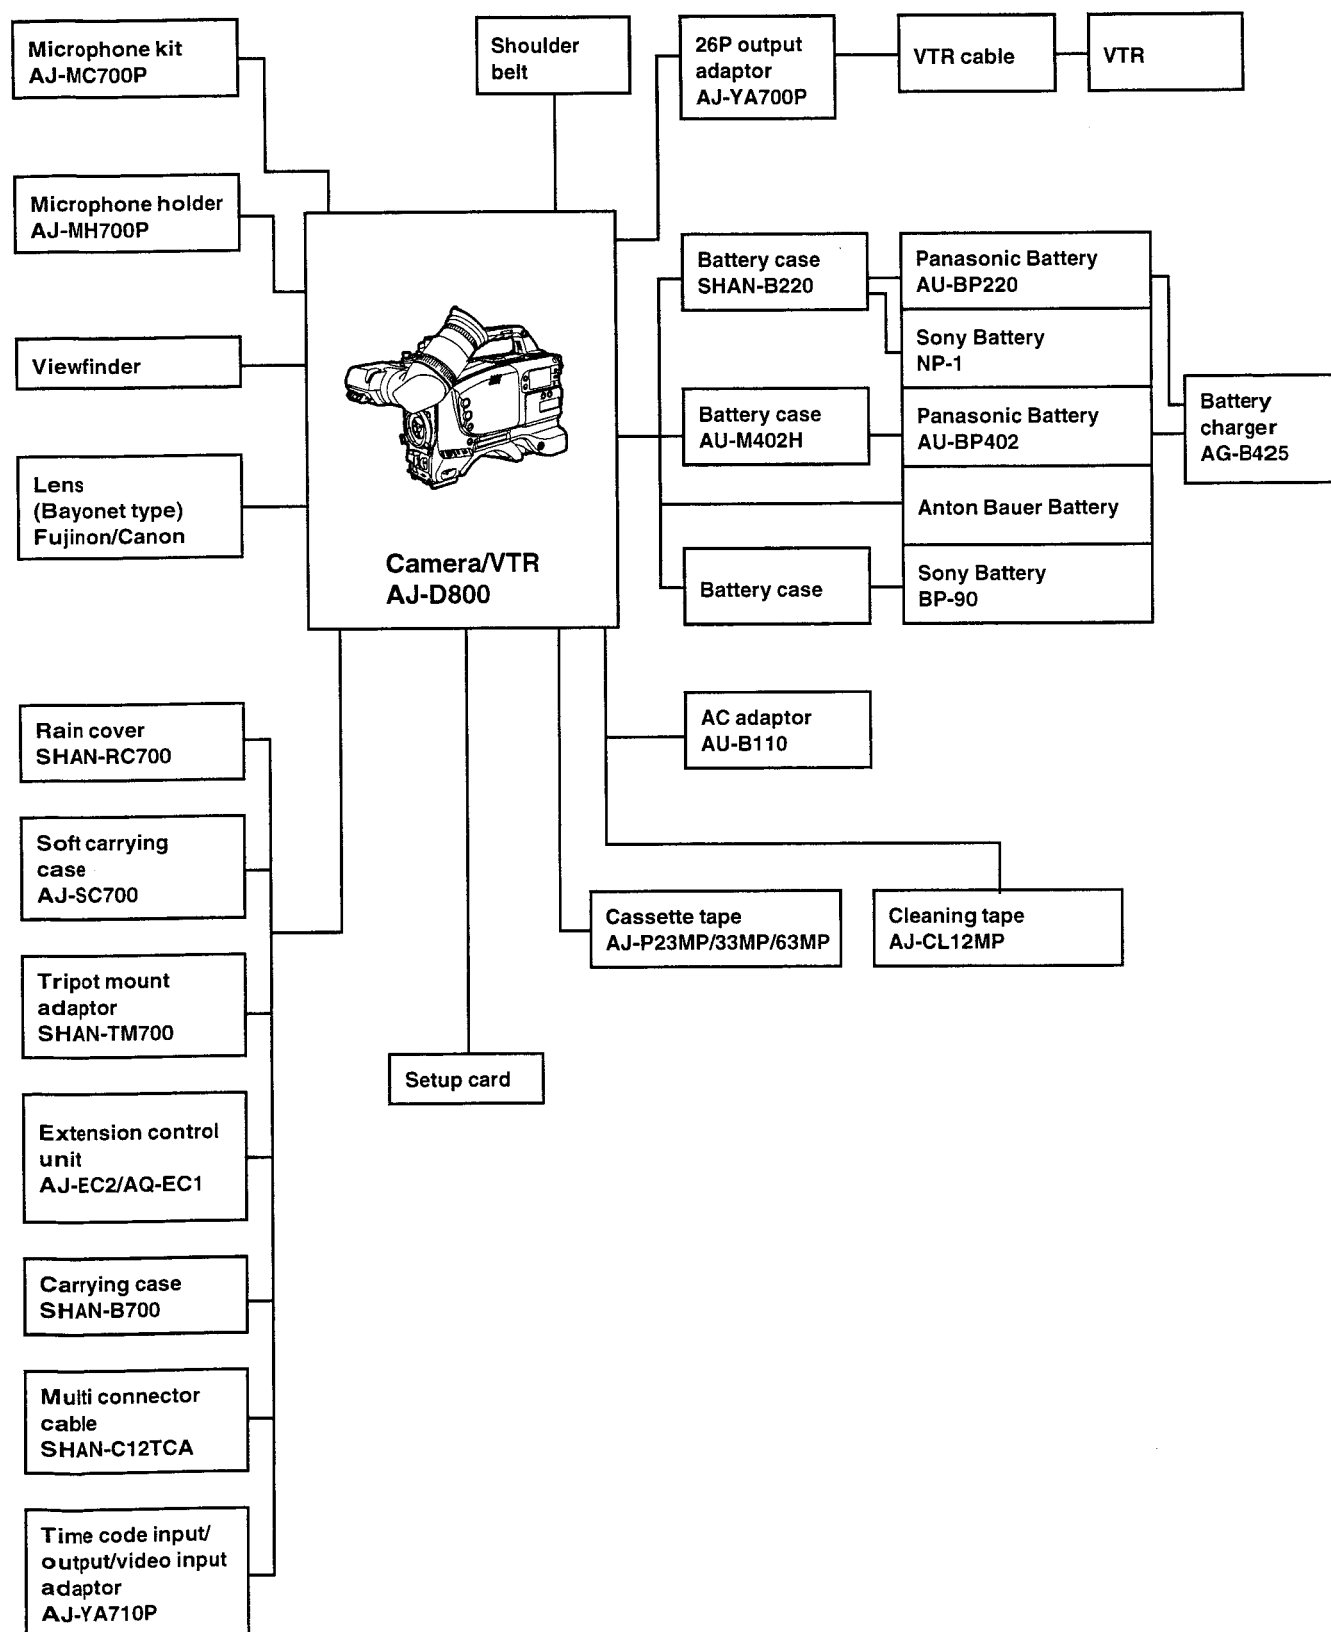 Microphone kit
AJ-MC700P
Shoulder
belt
26P output
adaptor
AJ-YA700P
VTR cable
VTR
Microphone holder
AJ-MH700P
Viewfinder
Lens
(Bayonet type)
Fujinon/Canon
Camera/VTR
AJ-D800
Battery case
SHAN-B220
Panasonic Battery
AU-BP220
Sony Battery
NP-1
Battery case
AU-M402H
Panasonic Battery
AU-BP402
Battery
charger
AG-B425
Anton Bauer Battery
Battery case
Sony Battery
BP-90
Rain cover
SHAN-RC700
Soft carrying
case
AJ-SC700
Tripot mount
adaptor
SHAN-TM700
Extension control
unit
AJ-EC2/AQ-EC1
Carrying case
SHAN-B700
Multi connector
cable
SHAN-C12TCA
Time code input/
output/video input
adaptor
AJ-YA710P
AC adaptor
AU-B110
Cassette tape
AJ-P23MP/33MP/63MP
Cleaning tape
AJ-CL12MP
Setup card